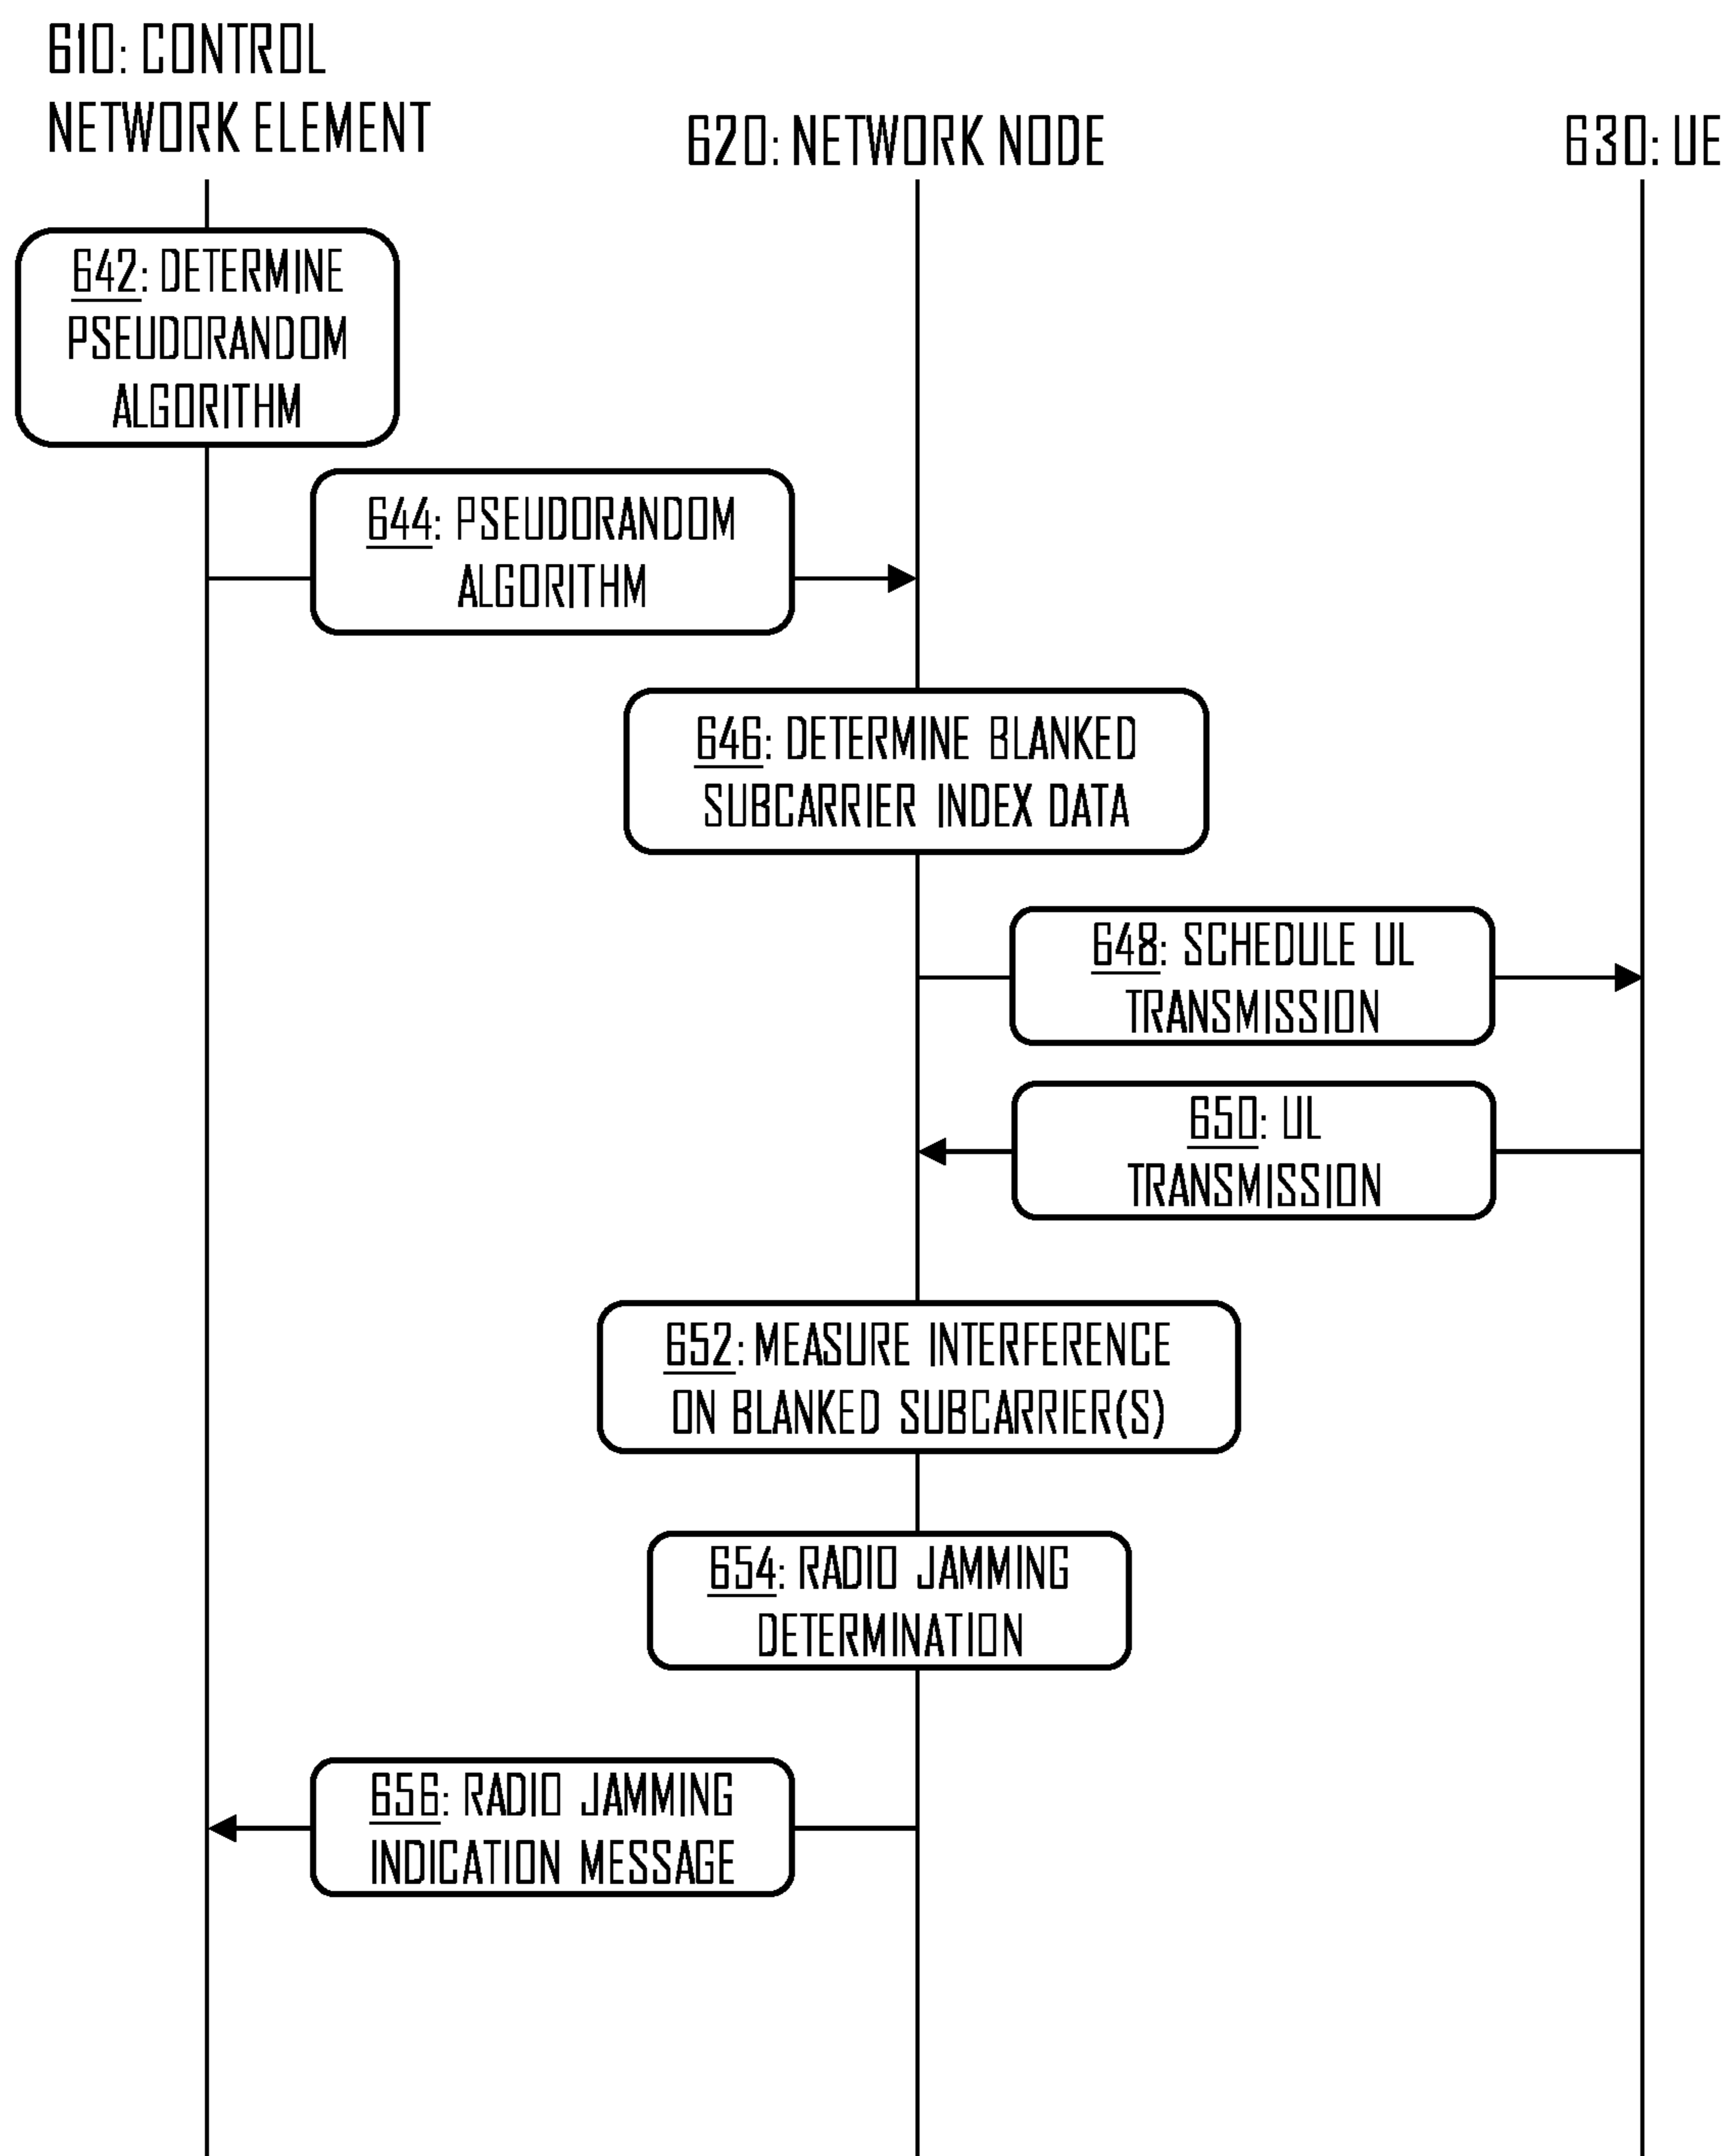 610: CONTROL
NETWORK ELEMENT
620: NETWORK NODE
630: UE
642: DETERMINE
PSEUDORANDOM
ALGORITHM
644: PSEUDORANDOM
ALGORITHM
646: DETERMINE BLANKED
SUBCARRIER INDEX DATA
648: SCHEDULE UL
TRANSMISSION
650: UL
TRANSMISSION
652: MEASURE INTERFERENCE
ON BLANKED SUBCARRIER(S)
654: RADIO JAMMING
DETERMINATION
656: RADIO JAMMING
INDICATION MESSAGE